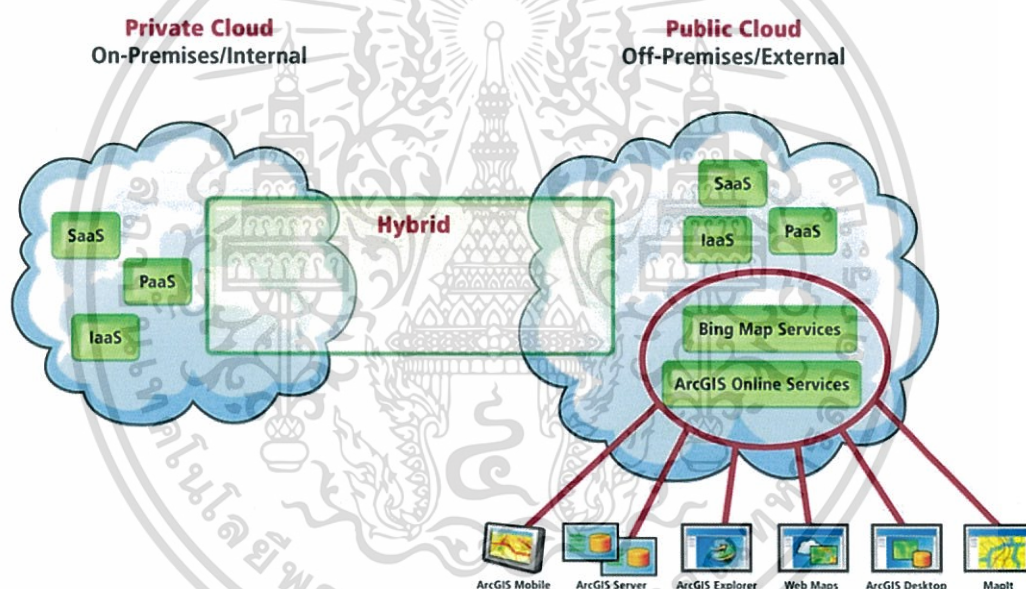 Private Cloud
On-Premises/Internal
Public Cloud
Off-Premises/External
SaaS
PaaS
IaaS
Hybrid
SaaS
IaaS
PaaS
Bing Map Services
ArcGIS Online Services
ArcGIS Mobile
ArcGIS Server
ArcGIS Explorer
Web Maps
ArcGIS Desktop
MapIt